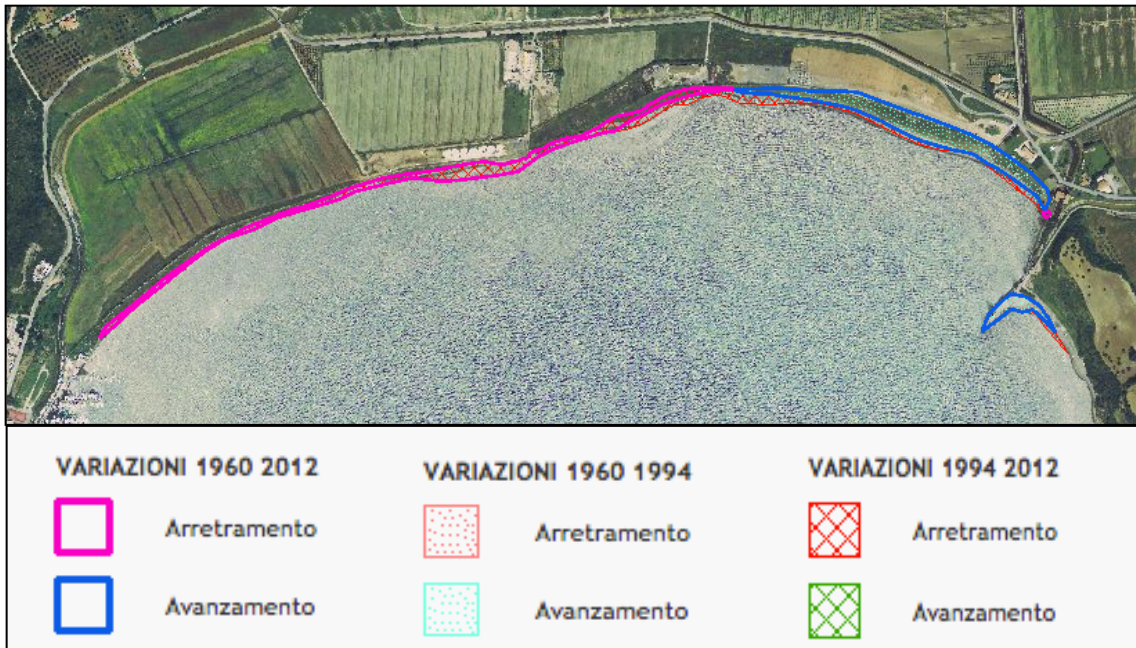 VARIAZIONI 1960 2012
Arretramento
Avanzamento
VARIAZIONI 1960 1994
Arretramento
Avanzamento
VARIAZIONI 1994 2012
Arretramento
Avanzamento